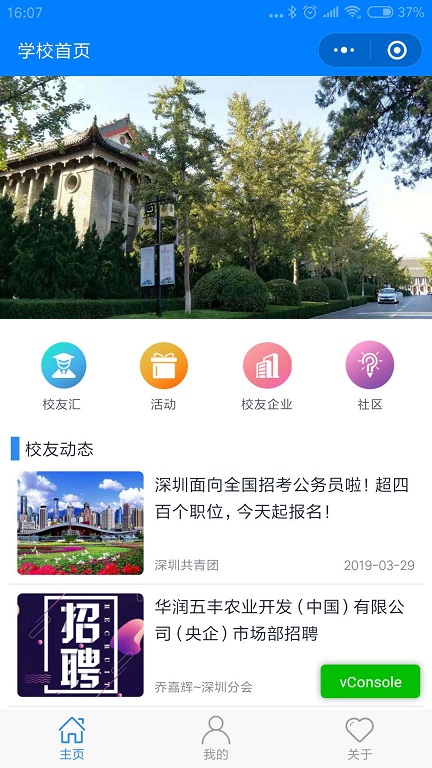 16:07
37%
学校首页
校友汇
活动
校友企业
社区
校友动态
深圳面向全国招考公务员啦！超四
百个职位，今天起报名！
深圳共青团
2019-03-29
招聘
RECRUIT
华润五丰农业开发（中国）有限公
司（央企）市场部招聘
乔嘉辉~深圳分会
vConsole
主页
我的
关于